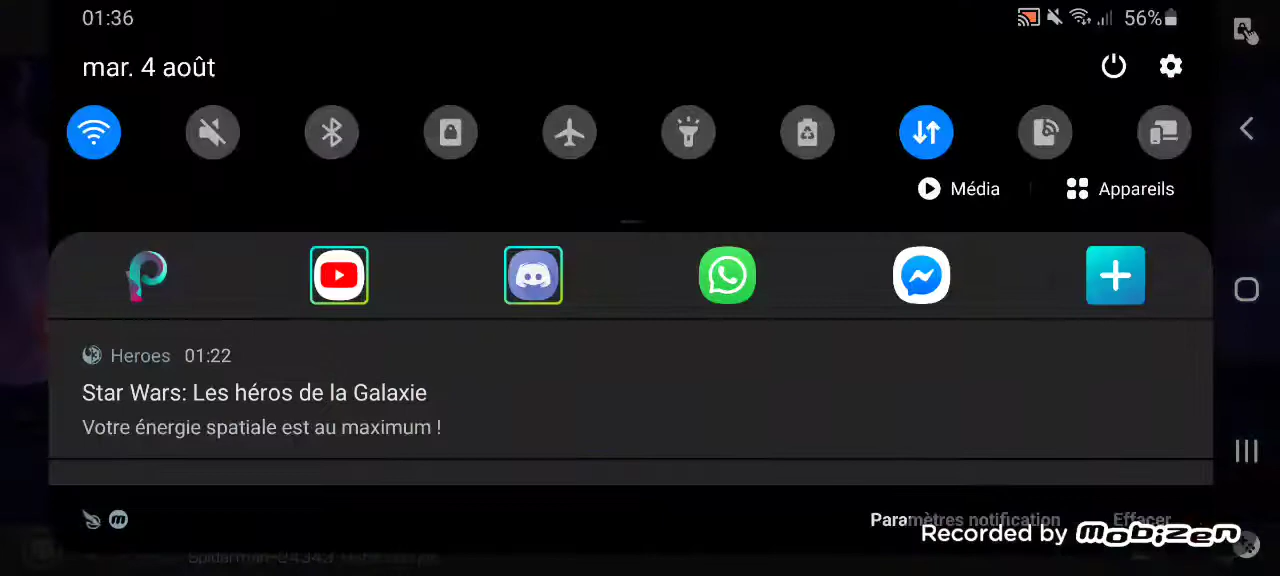 01:36
56%
mar. 4 août
Média
Appareils
Heroes 01:22
Star Wars: Les héros de la Galaxie
Votre énergie spatiale est au maximum !
Paramètres notification
Effacer
Recorded by mobizen